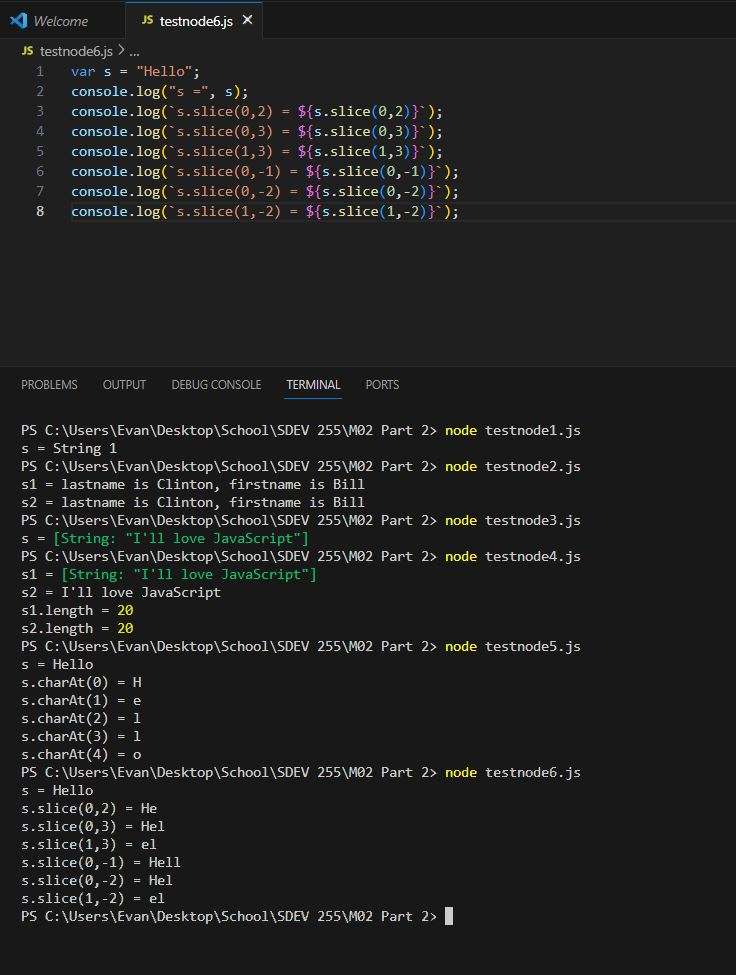 Welcome
JS testnode6.js ×
JS testnode6.js > ...
1 var s = "Hello";
2 console.log("s =", s);
3 console.log(`s.slice(0,2) = ${s.slice(0,2)}`);
4 console.log(`s.slice(0,3) = ${s.slice(0,3)}`);
5 console.log(`s.slice(1,3) = ${s.slice(1,3)}`);
6 console.log(`s.slice(0,-1) = ${s.slice(0,-1)}`);
7 console.log(`s.slice(0,-2) = ${s.slice(0,-2)}`);
8 console.log(`s.slice(1,-2) = ${s.slice(1,-2)}`);
PROBLEMS OUTPUT DEBUG CONSOLE TERMINAL PORTS
PS C:\Users\Evan\Desktop\School\SDEV 255\M02 Part 2> node testnode1.js
s = String 1
PS C:\Users\Evan\Desktop\School\SDEV 255\M02 Part 2> node testnode2.js
s1 = lastname is Clinton, firstname is Bill
s2 = lastname is Clinton, firstname is Bill
PS C:\Users\Evan\Desktop\School\SDEV 255\M02 Part 2> node testnode3.js
s = [String: "I'll love JavaScript"]
PS C:\Users\Evan\Desktop\School\SDEV 255\M02 Part 2> node testnode4.js
s1 = [String: "I'll love JavaScript"]
s2 = I'll love JavaScript
s1.length = 20
s2.length = 20
PS C:\Users\Evan\Desktop\School\SDEV 255\M02 Part 2> node testnode5.js
s = Hello
s.charAt(0) = H
s.charAt(1) = e
s.charAt(2) = l
s.charAt(3) = l
s.charAt(4) = o
PS C:\Users\Evan\Desktop\School\SDEV 255\M02 Part 2> node testnode6.js
s = Hello
s.slice(0,2) = He
s.slice(0,3) = Hel
s.slice(1,3) = el
s.slice(0,-1) = Hell
s.slice(0,-2) = Hel
s.slice(1,-2) = el
PS C:\Users\Evan\Desktop\School\SDEV 255\M02 Part 2>